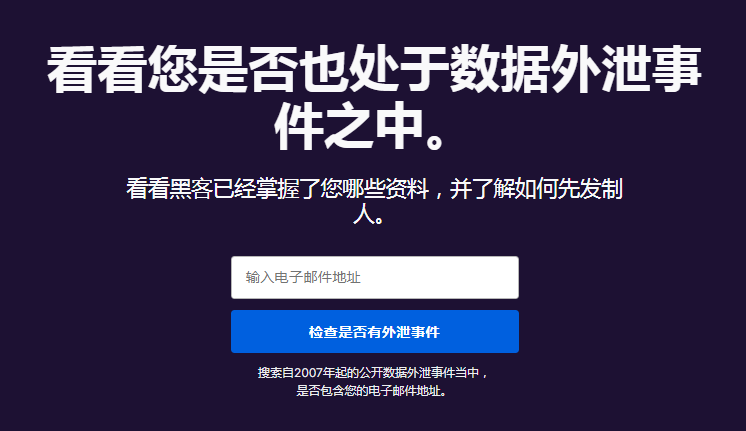 看看您是否也处于数据外泄事
件之中。
看看黑客已经掌握了您哪些资料，并了解如何先发制
人。
输入电子邮件地址
检查是否有外泄事件
搜索自2007年起的公开数据外泄事件当中，
是否包含您的电子邮件地址。